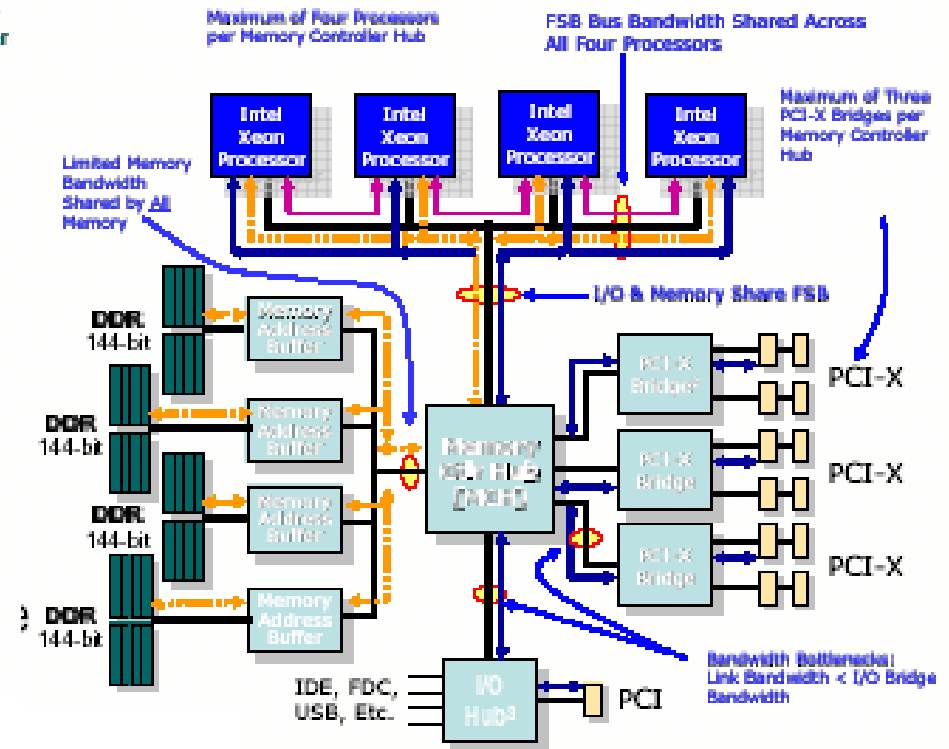 r
Maximum of Four Processors
per Memory Controller Hub
FSB Bus Bandwidth Shared Across
All Four Processors
Maximum of Three
PCI-X Bridges per
Memory Controller
Hub
Intel
Xeon
Processor
Intel
Xeon
Processor
Intel
Xeon
Processor
Intel
Xeon
Processor
Limited Memory
Bandwidth
Shared by All
Memory
I/O & Memory Share FSB
DDR
144-bit
Memory
Address
Buffer
DDR
144-bit
Memory
Address
Buffer
DDR
144-bit
Memory
Address
Buffer
e DDR
144-bit
Memory
Address
Buffer
Memory
Hub
(MCH)
PCI-X
Bridge
PCI-X
PCI-X
Bridge
PCI-X
PCI-X
Bridge
PCI-X
Bandwidth Bottlenecks:
Link Bandwidth < I/O Bridge
Bandwidth
IDE, FDC,
USB, Etc.
I/O
Hub³
PCI